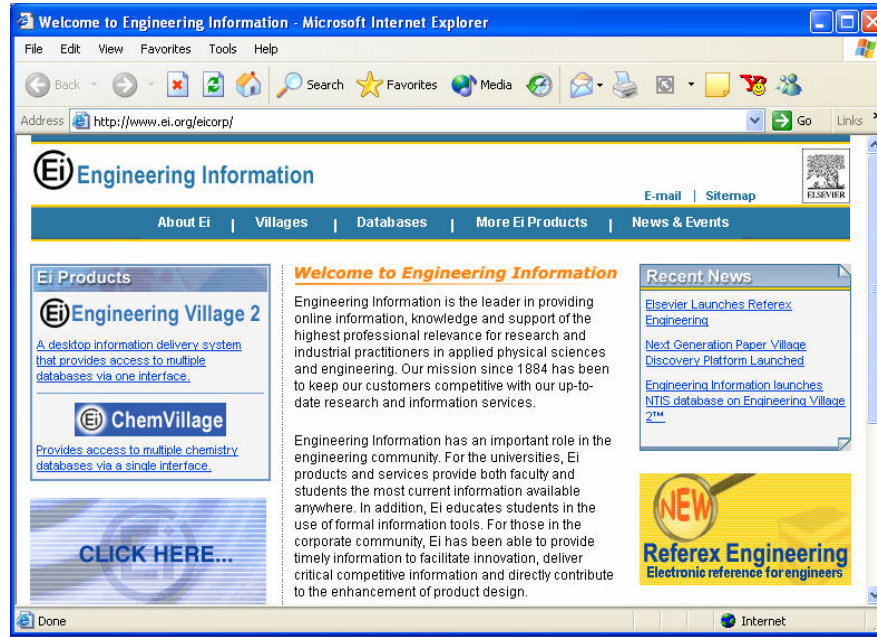 Welcome to Engineering Information - Microsoft Internet Explorer
File Edit View Favorites Tools Help
Back Search Favorites Media
Address http://www.ei.org/eicorp/ Go Links
Ei Engineering Information
E-mail | Sitemap
ELSEVIER
About Ei | Villages | Databases | More Ei Products | News & Events
Ei Products
Ei Engineering Village 2
A desktop information delivery system
that provides access to multiple
databases via one interface.
Ei ChemVillage
Provides access to multiple chemistry
databases via a single interface.
CLICK HERE...
Welcome to Engineering Information
Engineering Information is the leader in providing
online information, knowledge and support of the
highest professional relevance for research and
industrial practitioners in applied physical sciences
and engineering. Our mission since 1884 has been
to keep our customers competitive with our up-to-
date research and information services.
Engineering Information has an important role in the
engineering community. For the universities, Ei
products and services provide both faculty and
students the most current information available
anywhere. In addition, Ei educates students in the
use of formal information tools. For those in the
corporate community, Ei has been able to provide
timely information to facilitate innovation, deliver
critical competitive information and directly contribute
to the enhancement of product design.
Recent News
Elsevier Launches Referex
Engineering
Next Generation Paper Village
Discovery Platform Launched
Engineering Information launches
NTIS database on Engineering Village
2™
NEW
Referex Engineering
Electronic reference for engineers
Done Internet